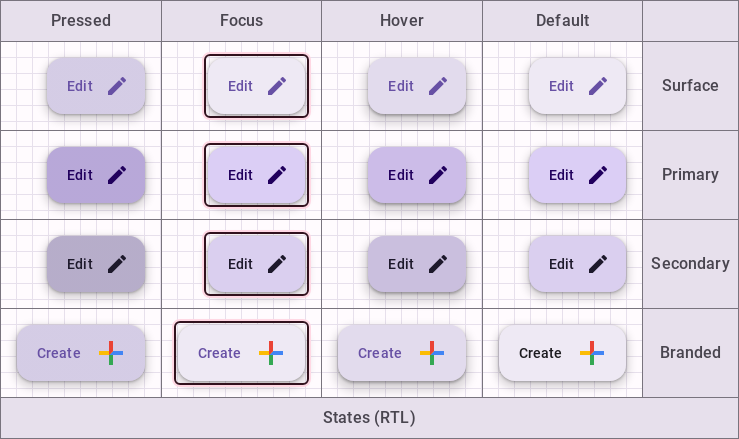 Pressed Focus Hover Default
Edit Edit Edit Edit Surface
Edit Edit Edit Edit Primary
Edit Edit Edit Edit Secondary
Create Create Create Create Branded
States (RTL)